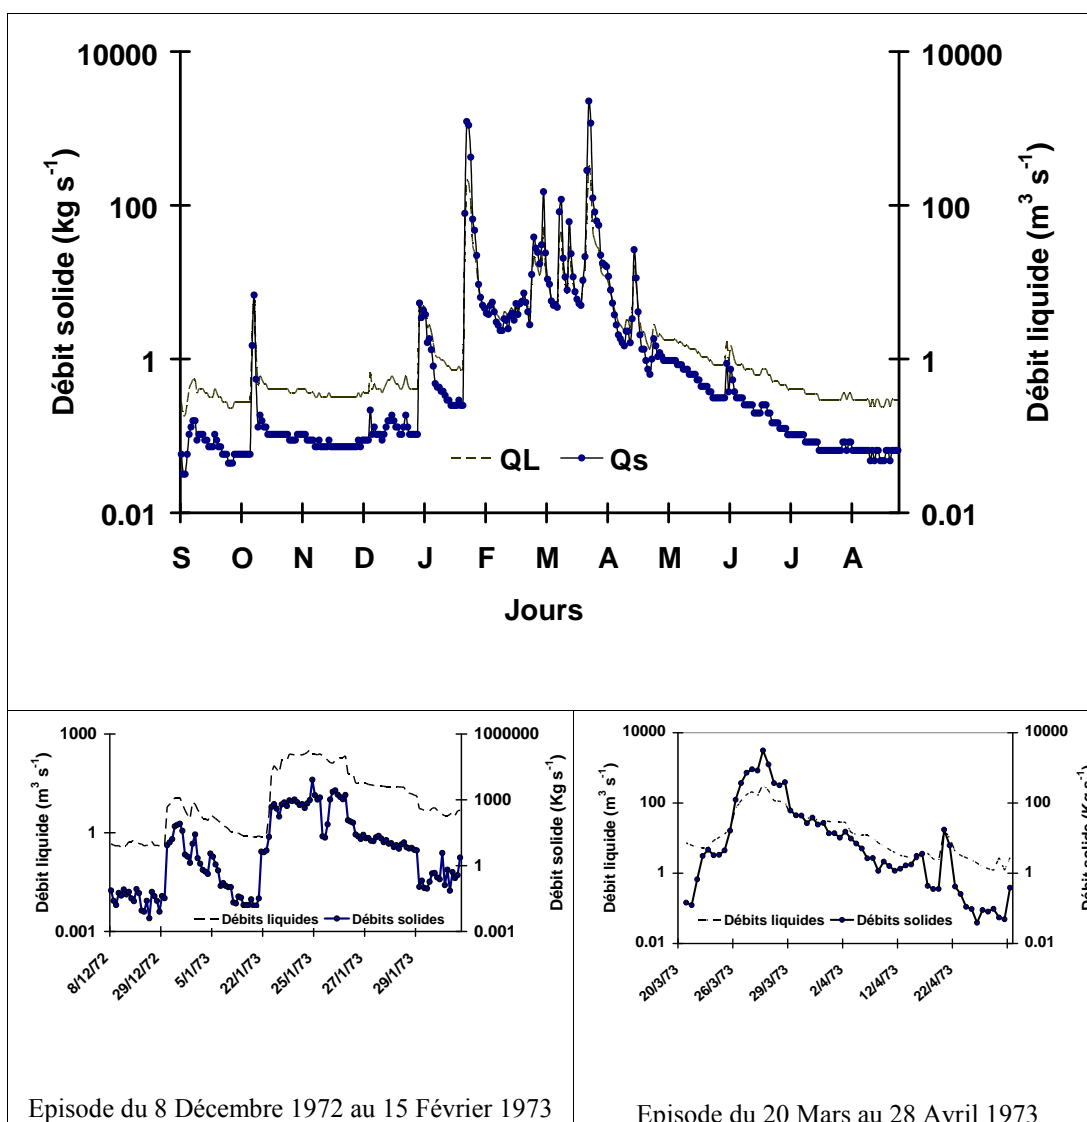 10000
100
1
0.01
Débit solide (kg s-1)
10000
100
1
0.01
Débit liquide (m3 s-1)
QL Qs
S O N D J F M A M J J A
Jours
1000
1
0.001
Débit liquide (m3 s-1)
1000000
1000
1
0.001
Débit solide (Kg s-1)
Débits liquides Débits solides
8/12/72 29/12/72 5/1/73 22/1/73 25/1/73 27/1/73 29/1/73
Episode du 8 Décembre 1972 au 15 Février 1973
10000
100
1
0.01
Débit liquide (m3 s-1)
10000
100
1
0.01
Débit solide (Kg s-1)
Débits liquides Débits solides
20/3/73 26/3/73 29/3/73 2/4/73 12/4/73 22/4/73
Episode du 20 Mars au 28 Avril 1973